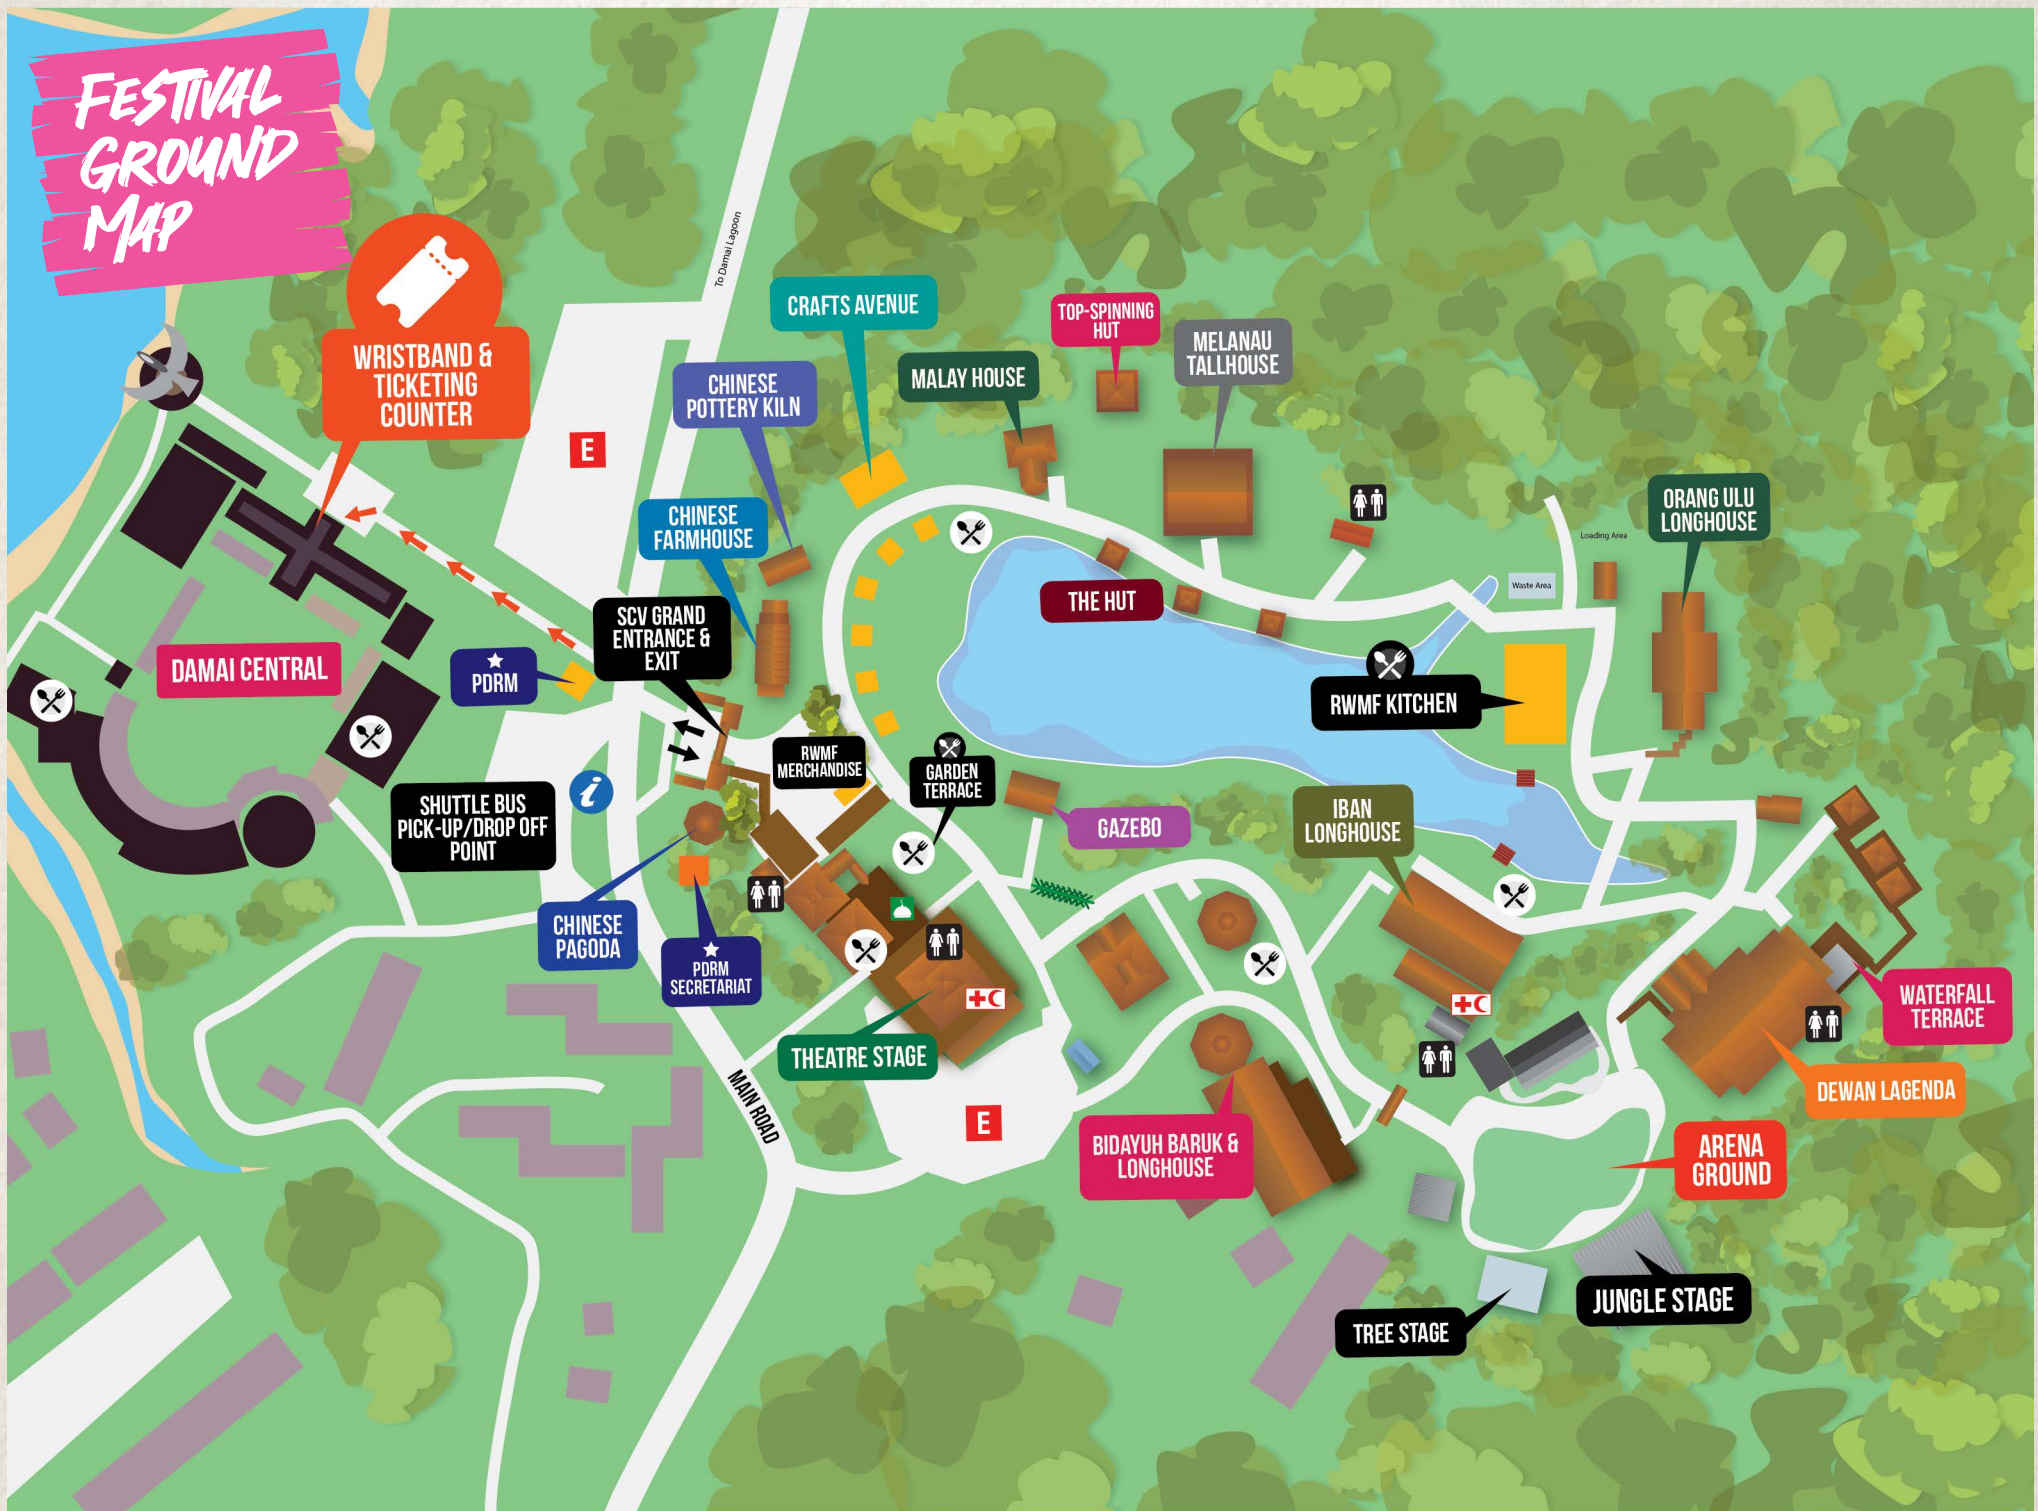 FESTIVAL
GROUND
MAP
To Damai Lagoon
WRISTBAND &
TICKETING
COUNTER
CRAFTS AVENUE
TOP-SPINNING
HUT
MELANAU
TALLHOUSE
MALAY HOUSE
CHINESE
POTTERY KILN
E
CHINESE
FARMHOUSE
ORANG ULU
LONGHOUSE
Loading Area
Waste Area
THE HUT
SCV GRAND
ENTRANCE &
EXIT
DAMAI CENTRAL
PDRM
RWMF KITCHEN
RWMF
MERCHANDISE
GARDEN
TERRACE
i
SHUTTLE BUS
PICK-UP/DROP OFF
POINT
GAZEBO
IBAN
LONGHOUSE
CHINESE
PAGODA
PDRM
SECRETARIAT
WATERFALL
TERRACE
THEATRE STAGE
MAIN ROAD
E
DEWAN LAGENDA
BIDAYUH BARUK &
LONGHOUSE
ARENA
GROUND
JUNGLE STAGE
TREE STAGE